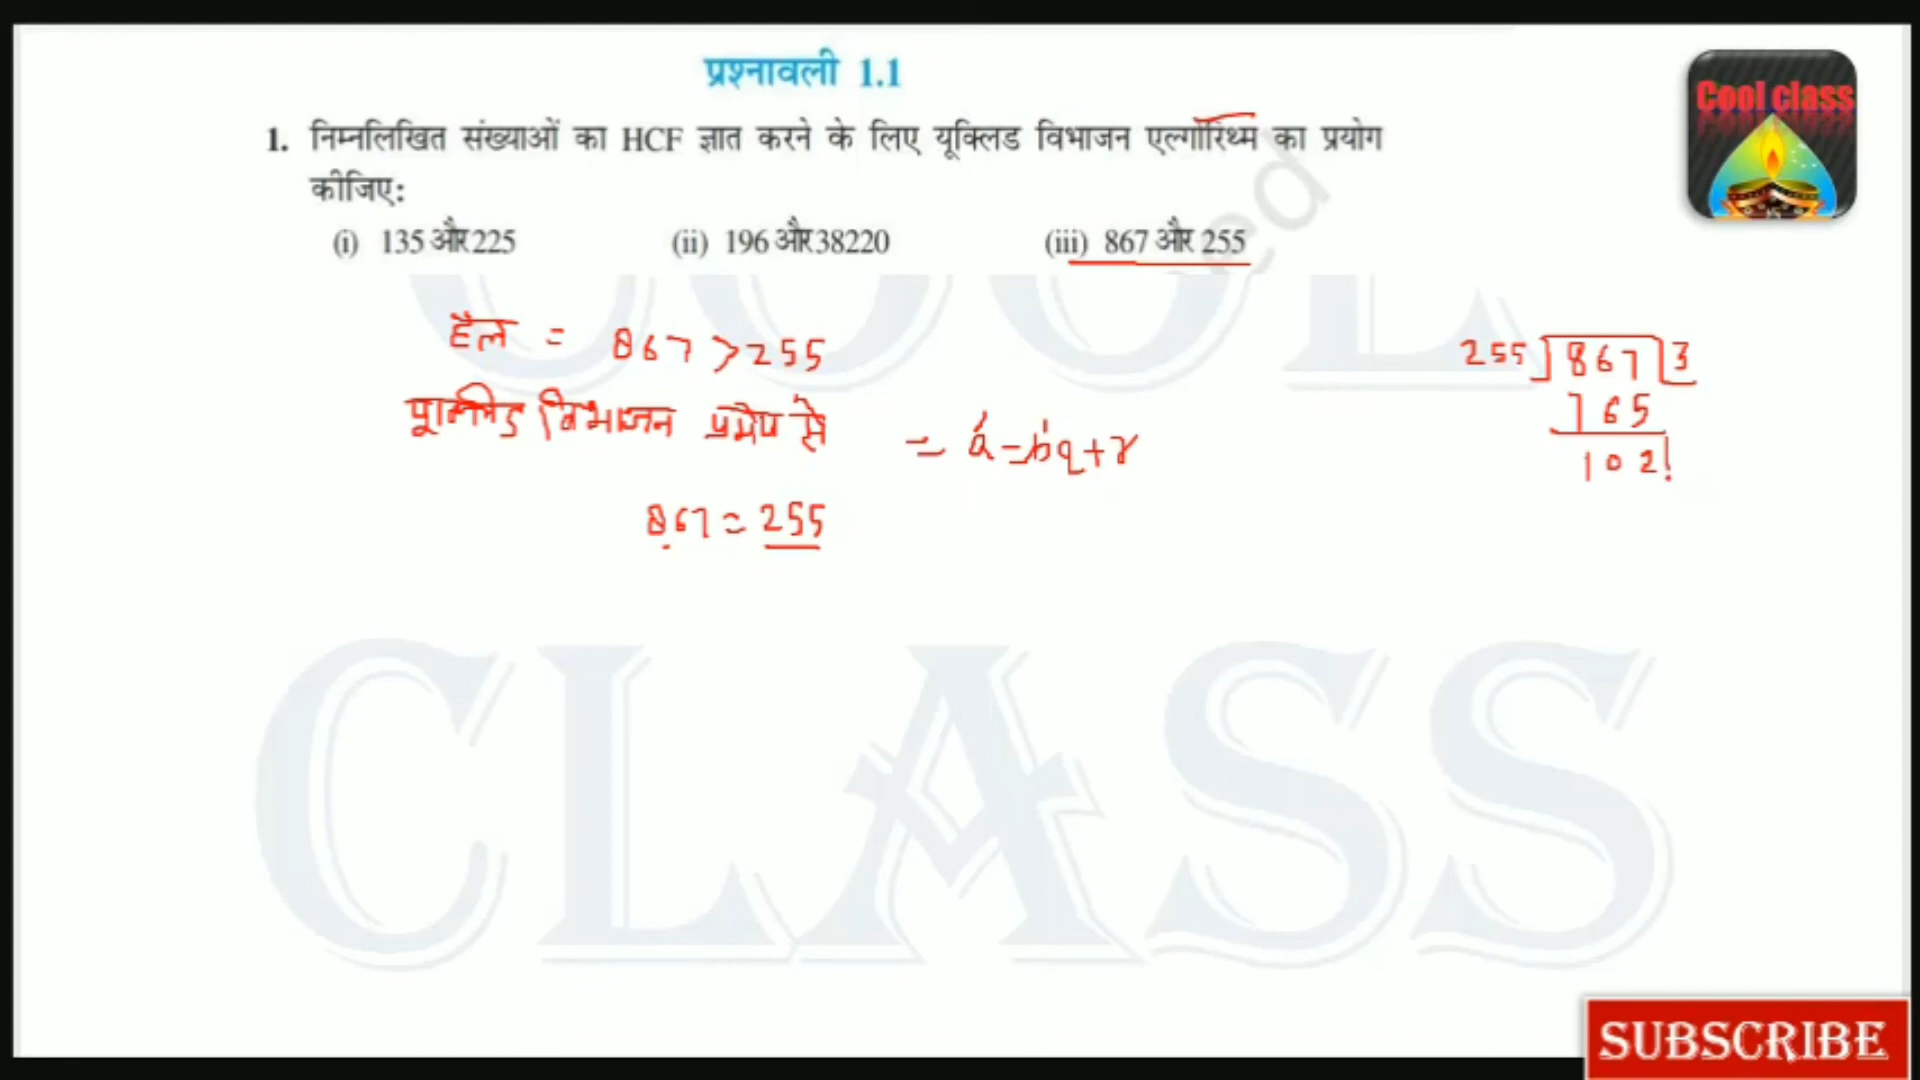 प्रश्नावली 1.1
Cool class
1. निम्नलिखित संख्याओं का HCF ज्ञात करने के लिए यूक्लिड विभाजन एल्गोरिथ्म का प्रयोग
कीजिए:
(i) 135 और 225 (ii) 196 और 38220 (iii) 867 और 255
हल = 867 > 255
विभाजन से = a = bq + r
867 = 255
255 ) 867 ( 3
765
102
COOL
CLASS
SUBSCRIBE